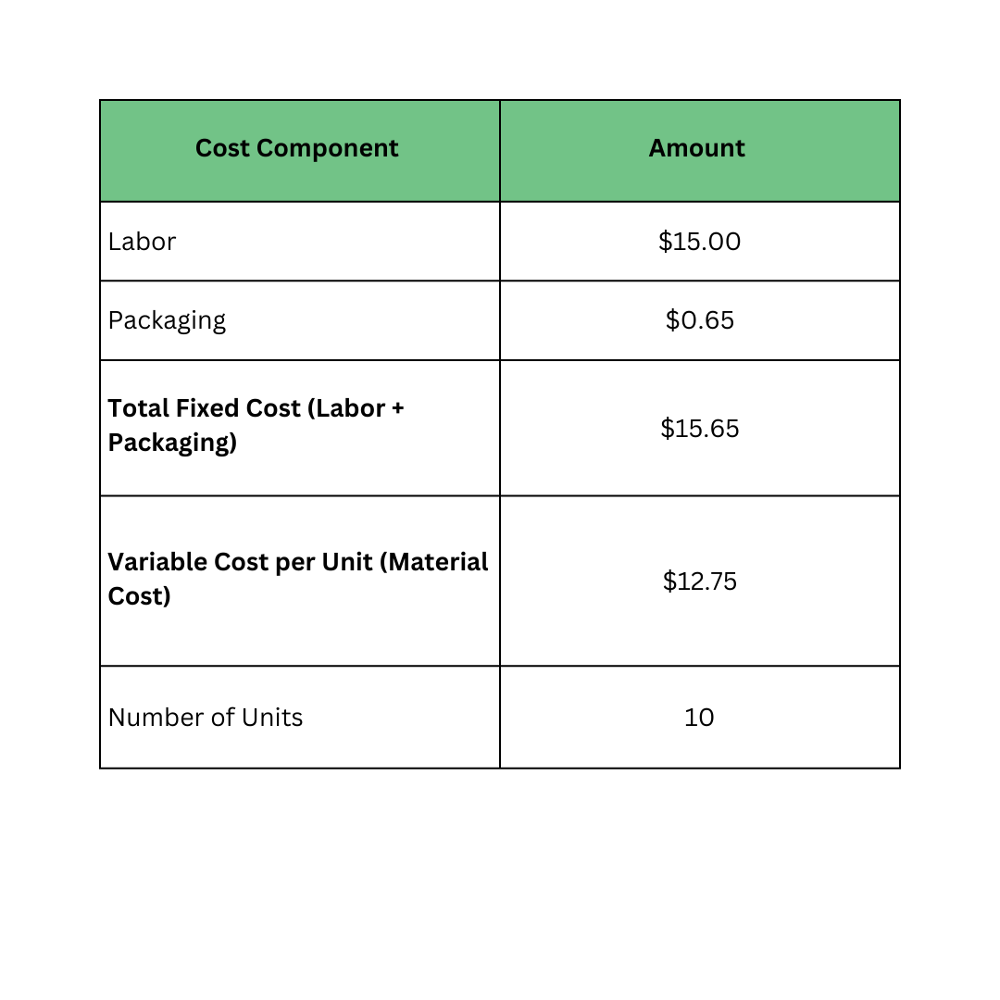 Cost Component
Amount
Labor
$15.00
Packaging
$0.65
Total Fixed Cost (Labor +
Packaging)
$15.65
Variable Cost per Unit (Material
Cost)
$12.75
Number of Units
10